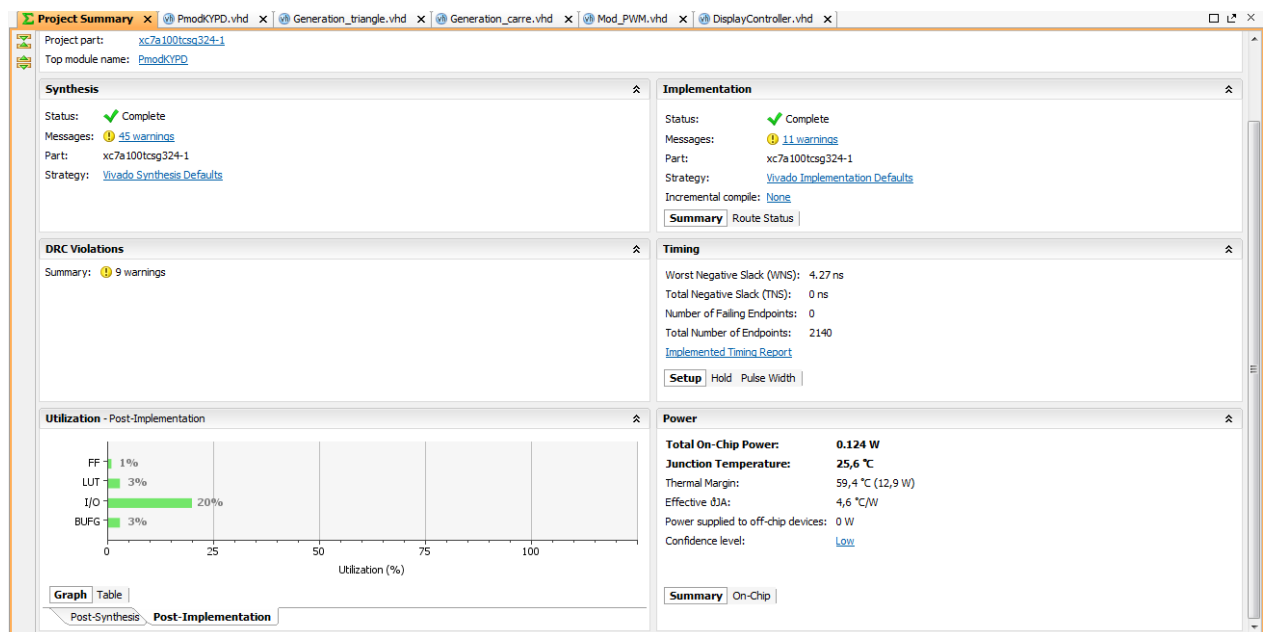 Project Summary × PmodKYPD.vhd × Generation_triangle.vhd × Generation_carre.vhd × Mod_PWM.vhd × DisplayController.vhd ×
Project part: xc7a100tcsg324-1
Top module name: PmodKYPD
Synthesis
Status: Complete
Messages: 45 warnings
Part: xc7a100tcsg324-1
Strategy: Vivado Synthesis Defaults
Implementation
Status: Complete
Messages: 11 warnings
Part: xc7a100tcsg324-1
Strategy: Vivado Implementation Defaults
Incremental compile: None
Summary Route Status
DRC Violations
Summary: 9 warnings
Timing
Worst Negative Slack (WNS): 4.27 ns
Total Negative Slack (TNS): 0 ns
Number of Failing Endpoints: 0
Total Number of Endpoints: 2140
Implemented Timing Report
Setup Hold Pulse Width
Utilization - Post-Implementation
FF 1%
LUT 3%
I/O 20%
BUFG 3%
0 25 50 75 100
Utilization (%)
Graph Table
Post-Synthesis Post-Implementation
Power
Total On-Chip Power: 0.124 W
Junction Temperature: 25,6 °C
Thermal Margin: 59,4 °C (12,9 W)
Effective ϑJA: 4,6 °C/W
Power supplied to off-chip devices: 0 W
Confidence level: Low
Summary On-Chip